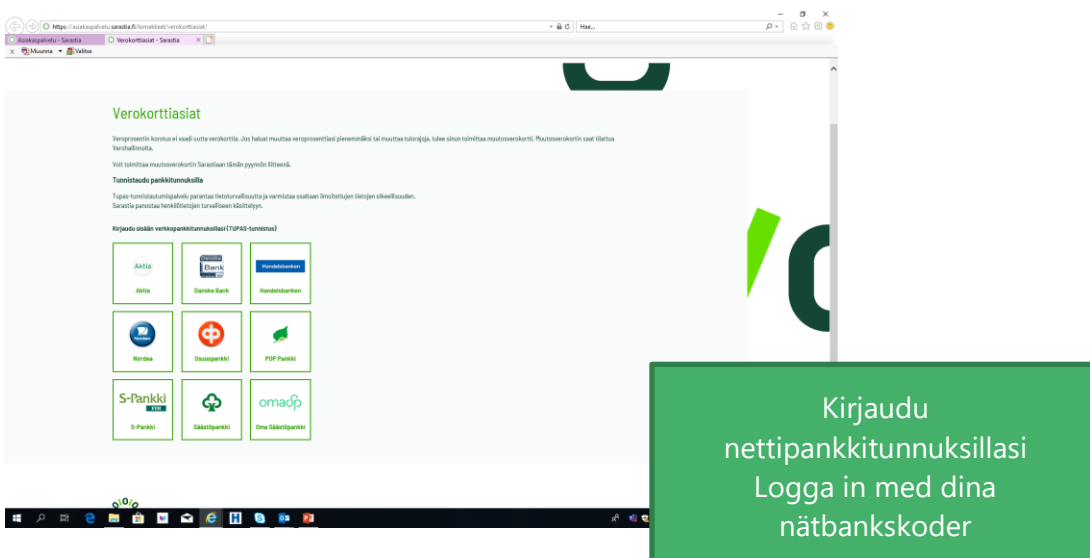 https://asiakaspalvelu.sarastia.fi/lomakkeet/verokorttiasiat/
Hae...
Asiakaspalvelu - Sarastia
Verokorttiasiat - Sarastia
x Muunna Valitse
Verokorttiasiat
Veroprosentin korotus ei vaadi uutta verokorttia. Jos haluat muuttaa veroprosenttiasi pienemmäksi tai muuttaa tulorajoja, tulee sinun toimittaa muutosverokortti. Muutosverokortin saat tilattua
Verohallinnolta.
Voit toimittaa muutosverokortin Sarastiaan tämän pyynnön liitteenä.
Tunnistaudu pankkitunnuksilla
Tupas-tunnistautumispalvelu parantaa tietoturvallisuutta ja varmistaa osaltaan ilmoitettujen tietojen oikeellisuuden.
Sarastia panostaa henkilötietojen turvalliseen käsittelyyn.
Kirjaudu sisään verkkopankkitunnuksillasi (TUPAS-tunnistus)
Aktia
Bank
Handelsbanken
Aktia
Danske Bank
Handelsbanken
Nordea
Osuuspankki
POP Pankki
S-Pankki
omasp
S-Pankki
Säästöpankki
Oma Säästöpankki
Kirjaudu
nettipankkitunnuksillasi
Logga in med dina
nätbankskoder